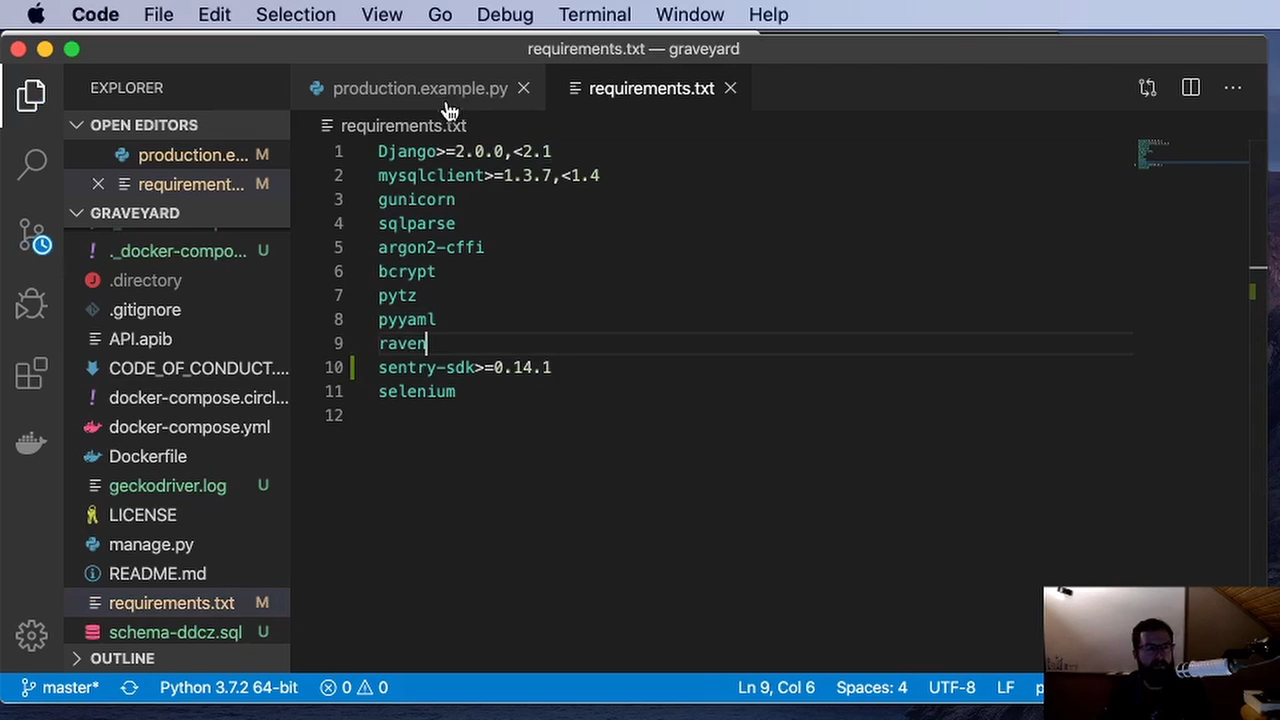 Code File Edit Selection View Go Debug Terminal Window Help
requirements.txt — graveyard
EXPLORER
OPEN EDITORS
production.e... M
requirement... M
GRAVEYARD
._docker-compo... U
.directory
.gitignore
API.apib
CODE_OF_CONDUCT....
docker-compose.circl...
docker-compose.yml
Dockerfile
geckodriver.log U
LICENSE
manage.py
README.md
requirements.txt M
schema-ddcz.sql U
OUTLINE
production.example.py
requirements.txt
requirements.txt
1 Django>=2.0.0,<2.1
2 mysqlclient>=1.3.7,<1.4
3 gunicorn
4 sqlparse
5 argon2-cffi
6 bcrypt
7 pytz
8 pyyaml
9 raven
10 sentry-sdk>=0.14.1
11 selenium
12
master* Python 3.7.2 64-bit 0 0 Ln 9, Col 6 Spaces: 4 UTF-8 LF